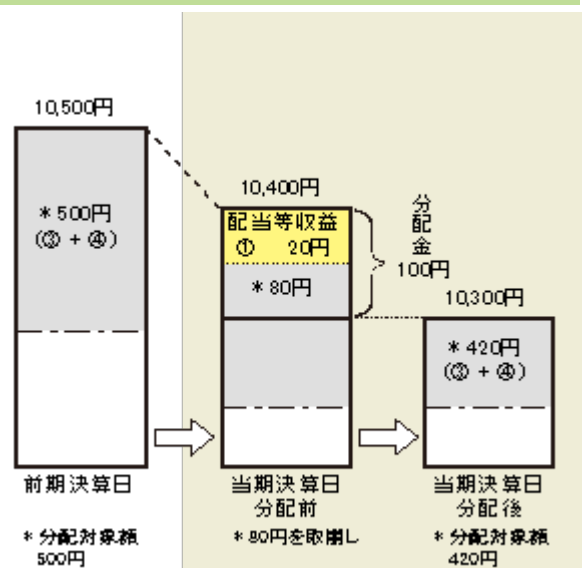 10,500円
*500円
(③+④)
前期決算日
*分配対象額
500円
10,400円
配当等収益
① 20円
*80円
分配金
100円
当期決算日
分配前
*80円を取崩し
10,300円
*420円
(③+④)
当期決算日
分配後
*分配対象額
420円